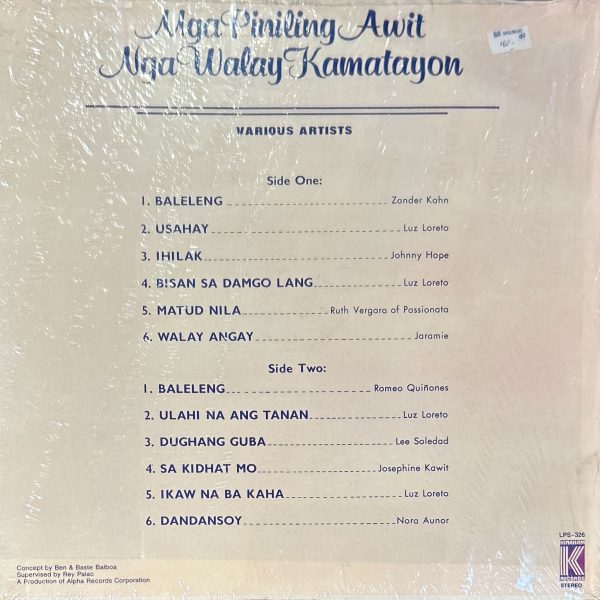 Mga Piniling Awit
Nga Walay Kamatayon
VARIOUS ARTISTS
Side One:
1. BALELENG Zander Kahn
2. USAHAY Luz Loreto
3. IHILAK Johnny Hope
4. BISAN SA DAMGO LANG Luz Loreto
5. MATUD NILA Ruth Vergara of Passionata
6. WALAY ANGAY Jaramie
Side Two:
1. BALELENG Romeo Quiñones
2. ULAHI NA ANG TANAN Luz Loreto
3. DUGHANG GUBA Lee Soledad
4. SA KIDHAT MO Josephine Kawit
5. IKAW NA BA KAHA Luz Loreto
6. DANDANSOY Nora Aunor
Concept by Ben & Baste Balboa
Supervised by Rey Palac
A Production of Alpha Records Corporation
LPS-326
K
RECORDS
STEREO